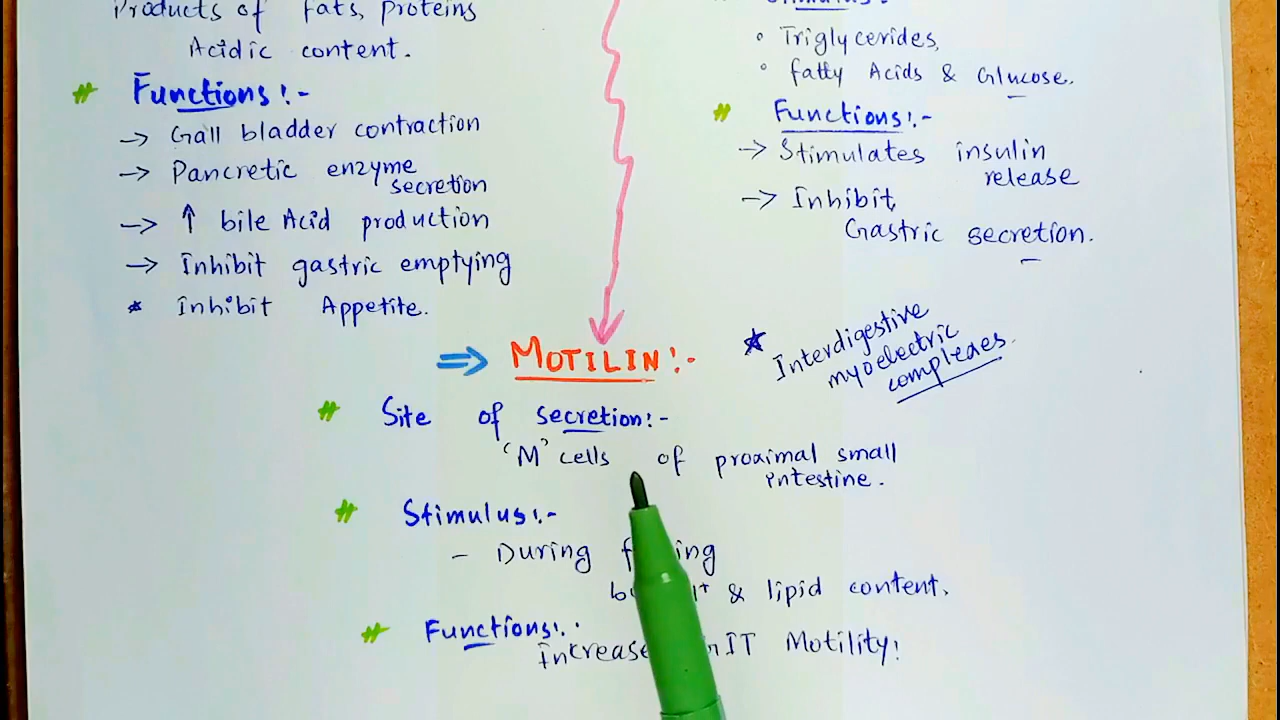 Products of fats, proteins
Acidic content.
# Functions:-
→ Gall bladder contraction
→ Pancretic enzyme
secretion
→ ↑ bile Acid production
→ Inhibit gastric emptying
* Inhibit Appetite.
Stimulus:
° Triglycerides,
° fatty Acids & Glucose.
# Functions:-
→ Stimulates insulin
release
→ Inhibit
Gastric secretion.
⇒ MOTILIN:-
* Interdigestive
myoelectric
complexes.
# Site of secretion:-
'M' cells of proximal small
intestine.
# Stimulus:-
- During
& lipid content.
# Functions:-
Increase Motility!